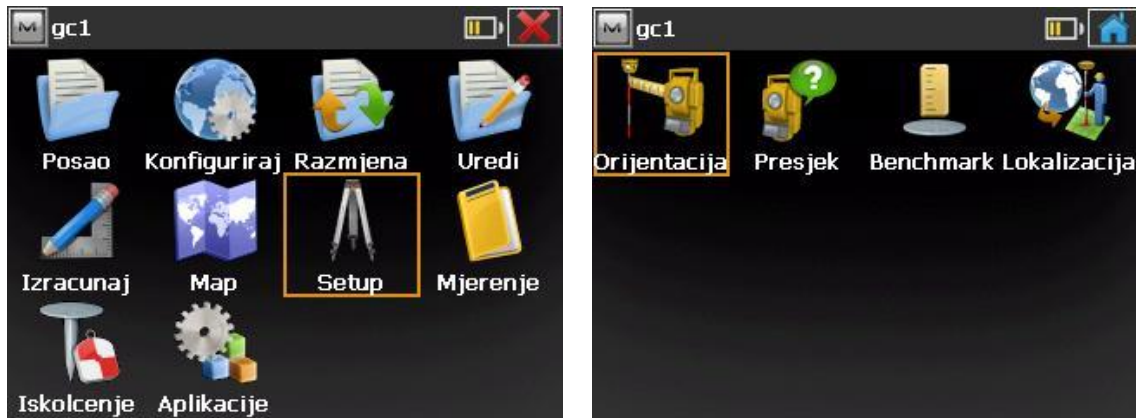 gc1
Posao Konfiguriraj Razmjena Uredi
Izracunaj Map Setup Mjerenje
Iskolcenje Aplikacije
gc1
Orijentacija Presjek Benchmark Lokalizacija